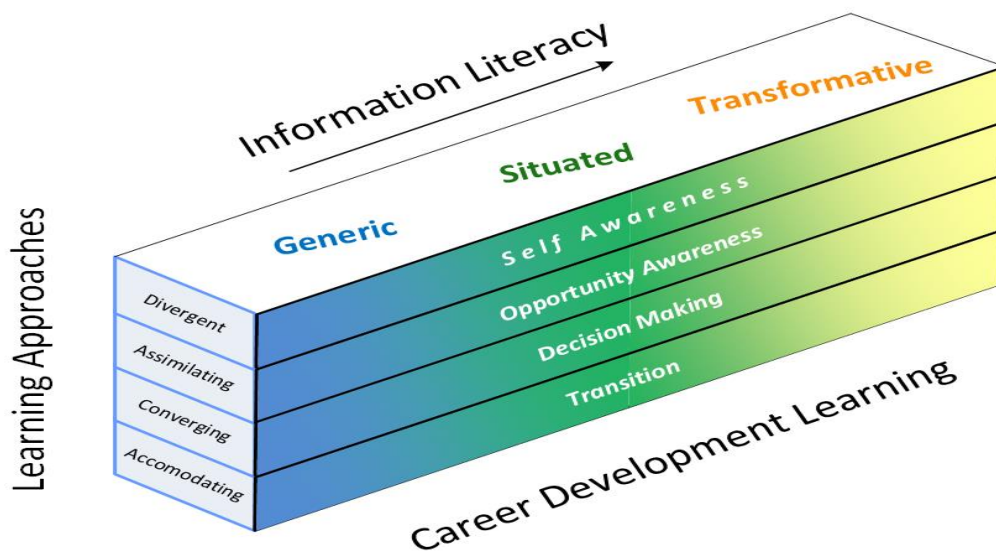 Information Literacy
Generic
Situated
Transformative
Learning Approaches
Divergent
Assimilating
Converging
Accomodating
Self Awareness
Opportunity Awareness
Decision Making
Transition
Career Development Learning